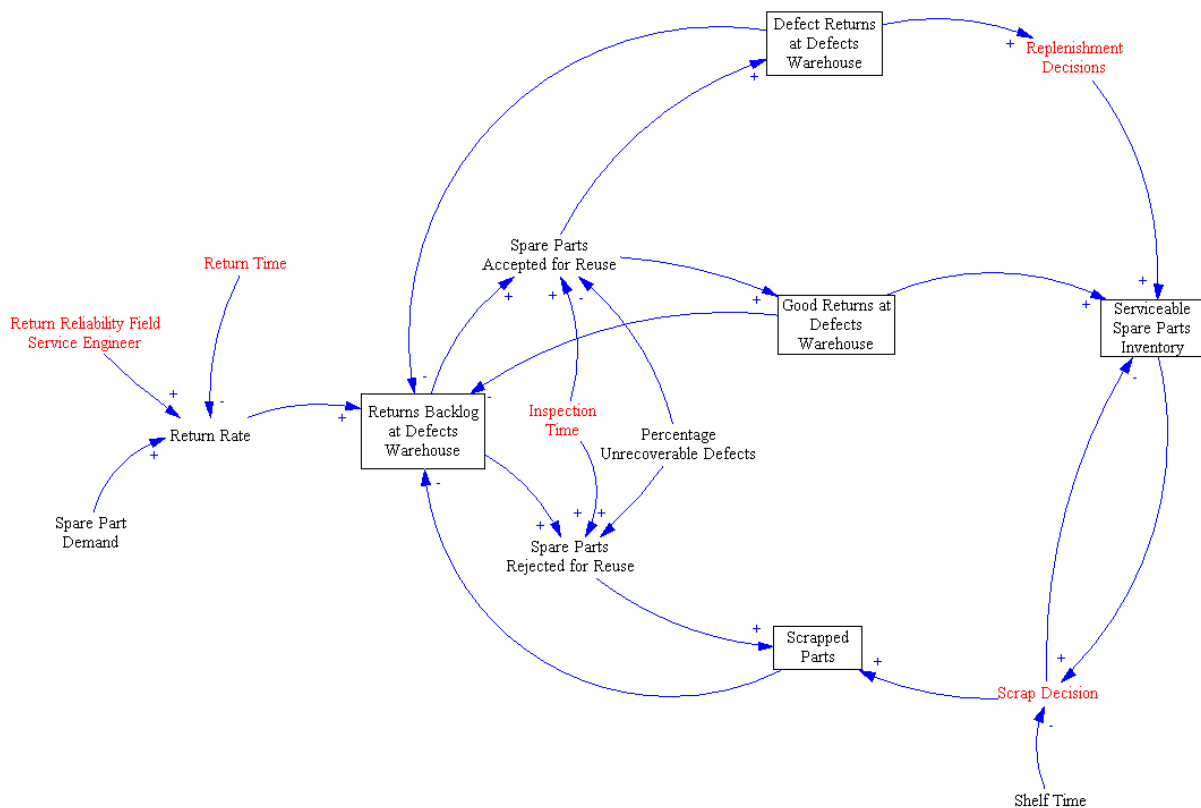 Defect Returns
at Defects
Warehouse
+
Replenishment
Decisions
+
Spare Parts
Accepted for Reuse
Return Time
+
+
-
+
Good Returns at
Defects
Warehouse
+
+
Serviceable
Spare Parts
Inventory
Return Reliability Field
Service Engineer
+
-
-
-
-
Return Rate
+
+
Returns Backlog
at Defects
Warehouse
Inspection
Time
Percentage
Unrecoverable Defects
-
Spare Part
Demand
+
+
+
Spare Parts
Rejected for Reuse
+
Scrapped
Parts
+
+
Scrap Decision
-
Shelf Time